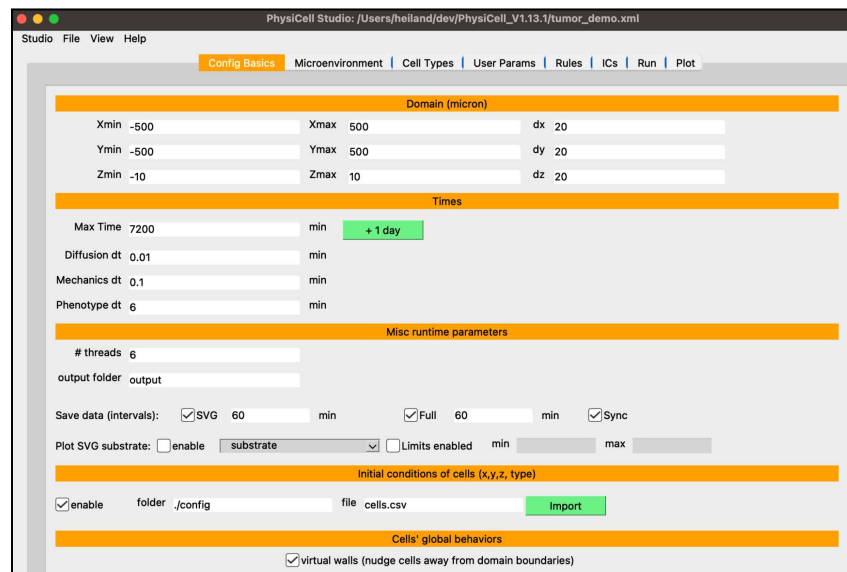 PhysiCell Studio: /Users/heiland/dev/PhysiCell_V1.13.1/tumor_demo.xml
Studio File View Help
Config Basics Microenvironment Cell Types User Params Rules ICs Run Plot
Domain (micron)
Xmin -500 Xmax 500 dx 20
Ymin -500 Ymax 500 dy 20
Zmin -10 Zmax 10 dz 20
Times
Max Time 7200 min + 1 day
Diffusion dt 0.01 min
Mechanics dt 0.1 min
Phenotype dt 6 min
Misc runtime parameters
# threads 6
output folder output
Save data (intervals): SVG 60 min Full 60 min Sync
Plot SVG substrate: enable substrate Limits enabled min max
Initial conditions of cells (x,y,z, type)
enable folder ./config file cells.csv Import
Cells' global behaviors
virtual walls (nudge cells away from domain boundaries)